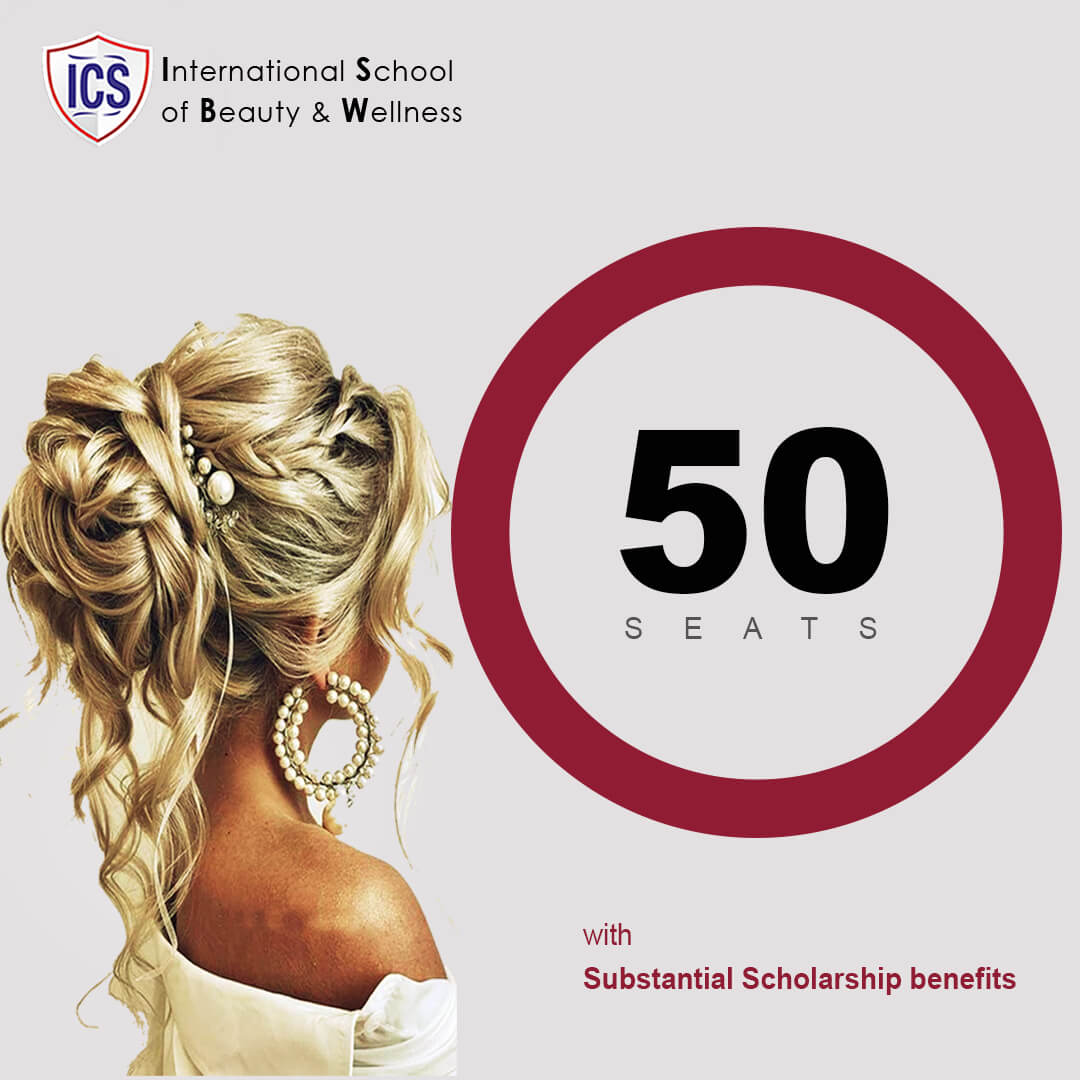 ICS
International School
of Beauty & Wellness
50
SEATS
with
Substantial Scholarship benefits